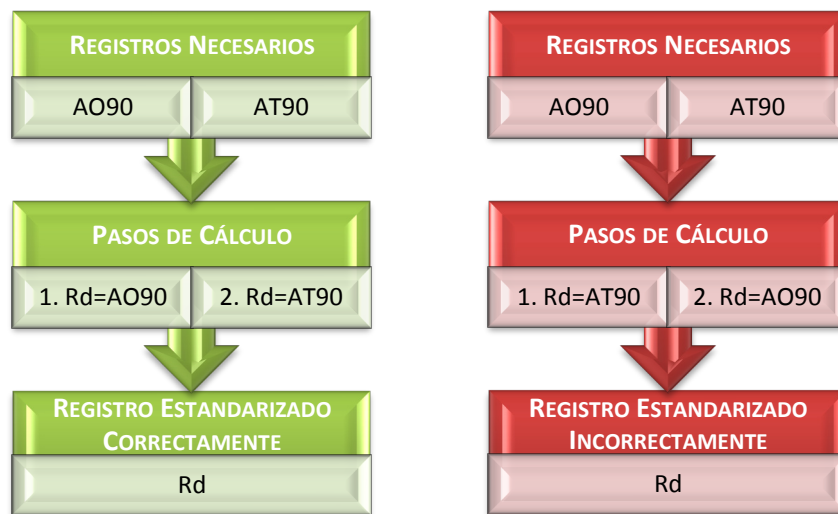 REGISTROS NECESARIOS
AO90
AT90
PASOS DE CÁLCULO
1. Rd=AO90
2. Rd=AT90
REGISTRO ESTANDARIZADO
CORRECTAMENTE
Rd
REGISTROS NECESARIOS
AO90
AT90
PASOS DE CÁLCULO
1. Rd=AT90
2. Rd=AO90
REGISTRO ESTANDARIZADO
INCORRECTAMENTE
Rd